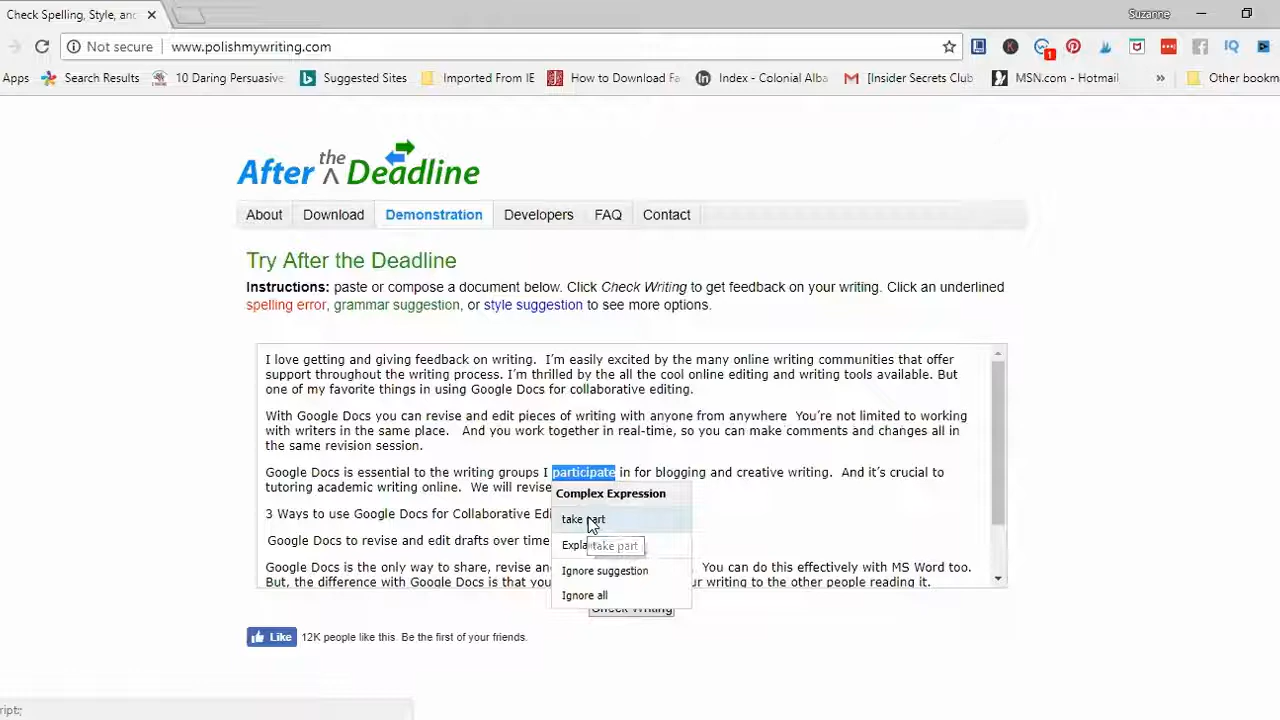 Check Spelling, Style, and
Suzanne
Not secure
www.polishmywriting.com
Apps
Search Results
10 Daring Persuasive
Suggested Sites
Imported From IE
How to Download Fa
Index - Colonial Alba
[Insider Secrets Club
MSN.com - Hotmail
»
Other bookm
After the Deadline
About
Download
Demonstration
Developers
FAQ
Contact
Try After the Deadline
Instructions: paste or compose a document below. Click Check Writing to get feedback on your writing. Click an underlined
spelling error, grammar suggestion, or style suggestion to see more options.
I love getting and giving feedback on writing. I'm easily excited by the many online writing communities that offer
support throughout the writing process. I'm thrilled by the all the cool online editing and writing tools available. But
one of my favorite things in using Google Docs for collaborative editing.
With Google Docs you can revise and edit pieces of writing with anyone from anywhere You're not limited to working
with writers in the same place. And you work together in real-time, so you can make comments and changes all in
the same revision session.
Google Docs is essential to the writing groups I participate in for blogging and creative writing. And it's crucial to
tutoring academic writing online. We will revise
Complex Expression
3 Ways to use Google Docs for Collaborative Edi
take part
Google Docs to revise and edit drafts over time
Expla
take part
Google Docs is the only way to share, revise and
You can do this effectively with MS Word too.
Ignore suggestion
But, the difference with Google Docs is that you
ur writing to the other people reading it.
Ignore all
Check Writing
Like
12K people like this. Be the first of your friends.
ript:;